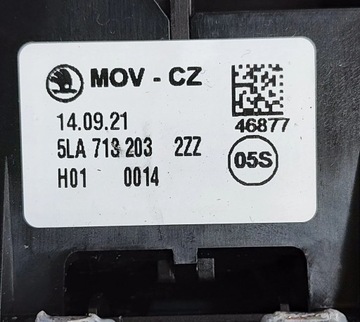 MOV - CZ
14.09.21
46877
5LA 713 203 2ZZ
05S
H01 0014